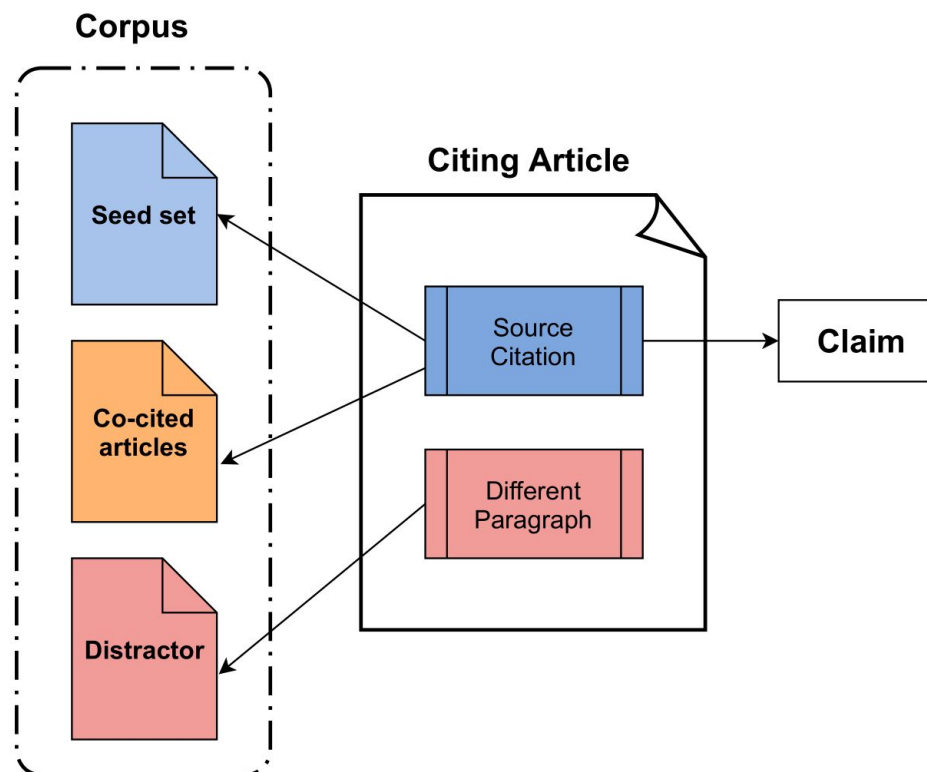 Corpus
Seed set
Co-cited
articles
Distractor
Citing Article
Source
Citation
Different
Paragraph
Claim